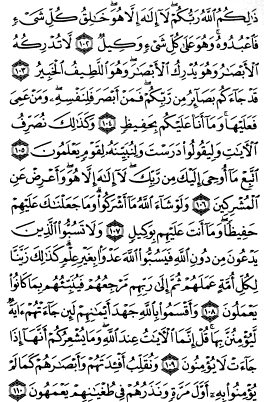 ذَٰلِكُمُ ٱللَّهُ رَبُّكُمْ ۖ لَآ إِلَٰهَ إِلَّا هُوَ ۖ خَٰلِقُ كُلِّ شَىْءٍ
فَٱعْبُدُوهُ ۚ وَهُوَ عَلَىٰ كُلِّ شَىْءٍ وَكِيلٌ ١٠٢ لَّا تُدْرِكُهُ
ٱلْأَبْصَٰرُ وَهُوَ يُدْرِكُ ٱلْأَبْصَٰرَ ۖ وَهُوَ ٱللَّطِيفُ ٱلْخَبِيرُ ١٠٣
قَدْ جَآءَكُم بَصَآئِرُ مِن رَّبِّكُمْ ۖ فَمَنْ أَبْصَرَ فَلِنَفْسِهِۦ ۖ وَمَنْ عَمِىَ
فَعَلَيْهَا ۚ وَمَآ أَنَا۠ عَلَيْكُم بِحَفِيظٍ ١٠٤ وَكَذَٰلِكَ نُصَرِّفُ
ٱلْءَايَٰتِ وَلِيَقُولُوا۟ دَرَسْتَ وَلِنُبَيِّنَهُۥ لِقَوْمٍ يَعْلَمُونَ ١٠٥
ٱتَّبِعْ مَآ أُوحِىَ إِلَيْكَ مِن رَّبِّكَ ۖ لَآ إِلَٰهَ إِلَّا هُوَ ۖ وَأَعْرِضْ عَنِ
ٱلْمُشْرِكِينَ ١٠٦ وَلَوْ شَآءَ ٱللَّهُ مَآ أَشْرَكُوا۟ ۗ وَمَا جَعَلْنَٰكَ عَلَيْهِمْ
حَفِيظًا ۖ وَمَآ أَنتَ عَلَيْهِم بِوَكِيلٍ ١٠٧ وَلَا تَسُبُّوا۟ ٱلَّذِينَ
يَدْعُونَ مِن دُونِ ٱللَّهِ فَيَسُبُّوا۟ ٱللَّهَ عَدْوًۢا بِغَيْرِ عِلْمٍ ۗ كَذَٰلِكَ زَيَّنَّا
لِكُلِّ أُمَّةٍ عَمَلَهُمْ ثُمَّ إِلَىٰ رَبِّهِم مَّرْجِعُهُمْ فَيُنَبِّئُهُم بِمَا كَانُوا۟
يَعْمَلُونَ ١٠٨ وَأَقْسَمُوا۟ بِٱللَّهِ جَهْدَ أَيْمَٰنِهِمْ لَئِن جَآءَتْهُمْ ءَايَةٌ
لَّيُؤْمِنُنَّ بِهَا ۚ قُلْ إِنَّمَا ٱلْءَايَٰتُ عِندَ ٱللَّهِ ۖ وَمَا يُشْعِرُكُمْ أَنَّهَآ إِذَا
جَآءَتْ لَا يُؤْمِنُونَ ١٠٩ وَنُقَلِّبُ أَفْـِٔدَتَهُمْ وَأَبْصَٰرَهُمْ كَمَا لَمْ
يُؤْمِنُوا۟ بِهِۦٓ أَوَّلَ مَرَّةٍ وَنَذَرُهُمْ فِى طُغْيَٰنِهِمْ يَعْمَهُونَ ١١٠